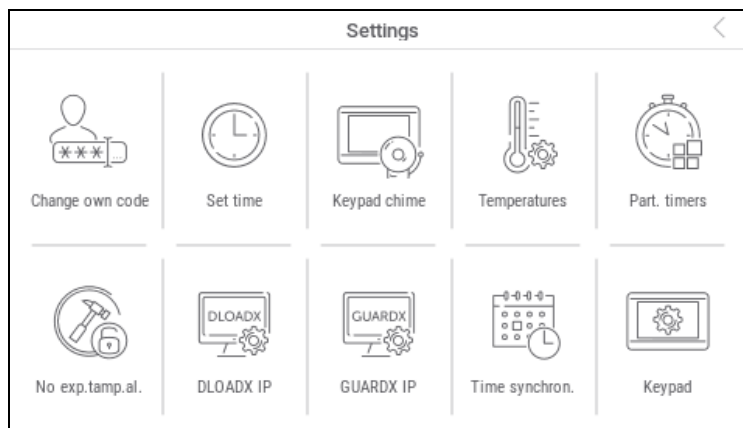 Settings
* * * ...
Change own code
Set time
Keypad chime
Temperatures
Part. timers
DLOADX
GUARDX
No exp.tamp.al.
DLOADX IP
GUARDX IP
Time synchron.
Keypad